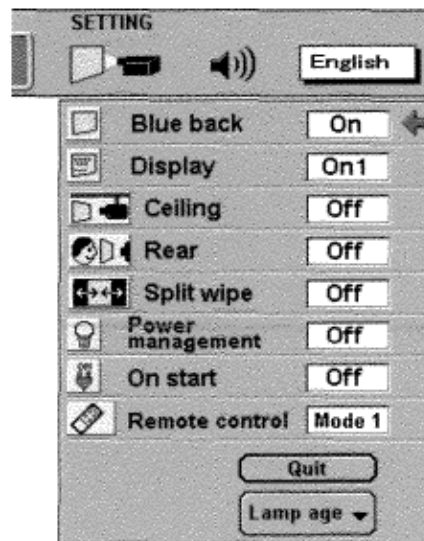 SETTING
English
Blue back On
Display On1
Ceiling Off
Rear Off
Split wipe Off
Power
management Off
On start Off
Remote control Mode 1
Quit
Lamp age